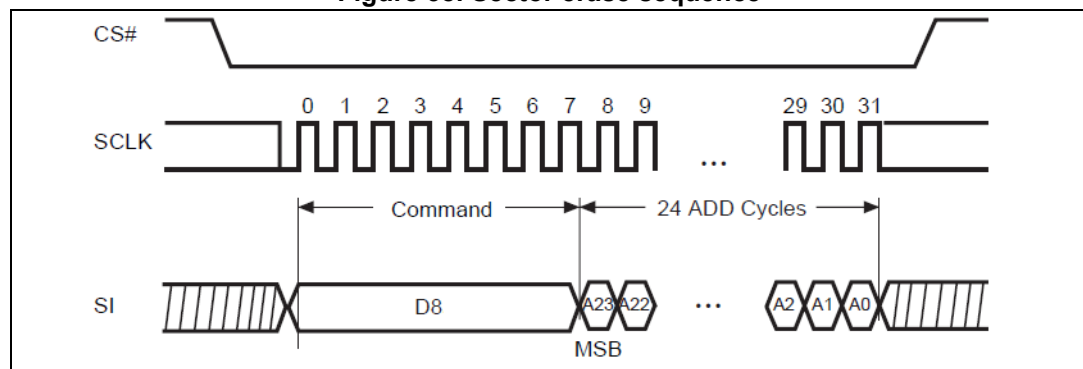 CS#
0 1 2 3 4 5 6 7 8 9 29 30 31
SCLK
...
Command 24 ADD Cycles
SI D8 A23 A22 ... A2 A1 A0
MSB